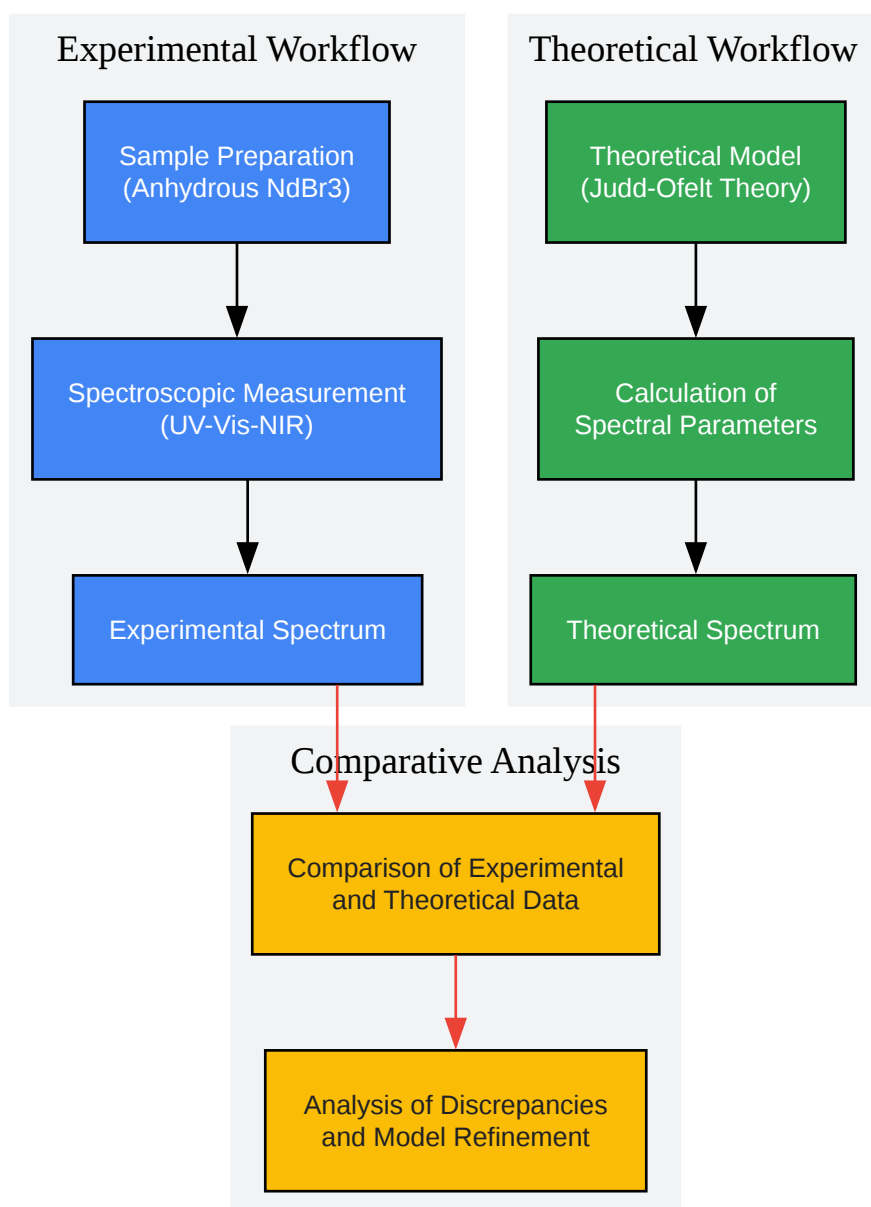 Experimental Workflow
Sample Preparation
(Anhydrous NdBr3)
Spectroscopic Measurement
(UV-Vis-NIR)
Experimental Spectrum
Theoretical Workflow
Theoretical Model
(Judd-Ofelt Theory)
Calculation of
Spectral Parameters
Theoretical Spectrum
Comparative Analysis
Comparison of Experimental
and Theoretical Data
Analysis of Discrepancies
and Model Refinement